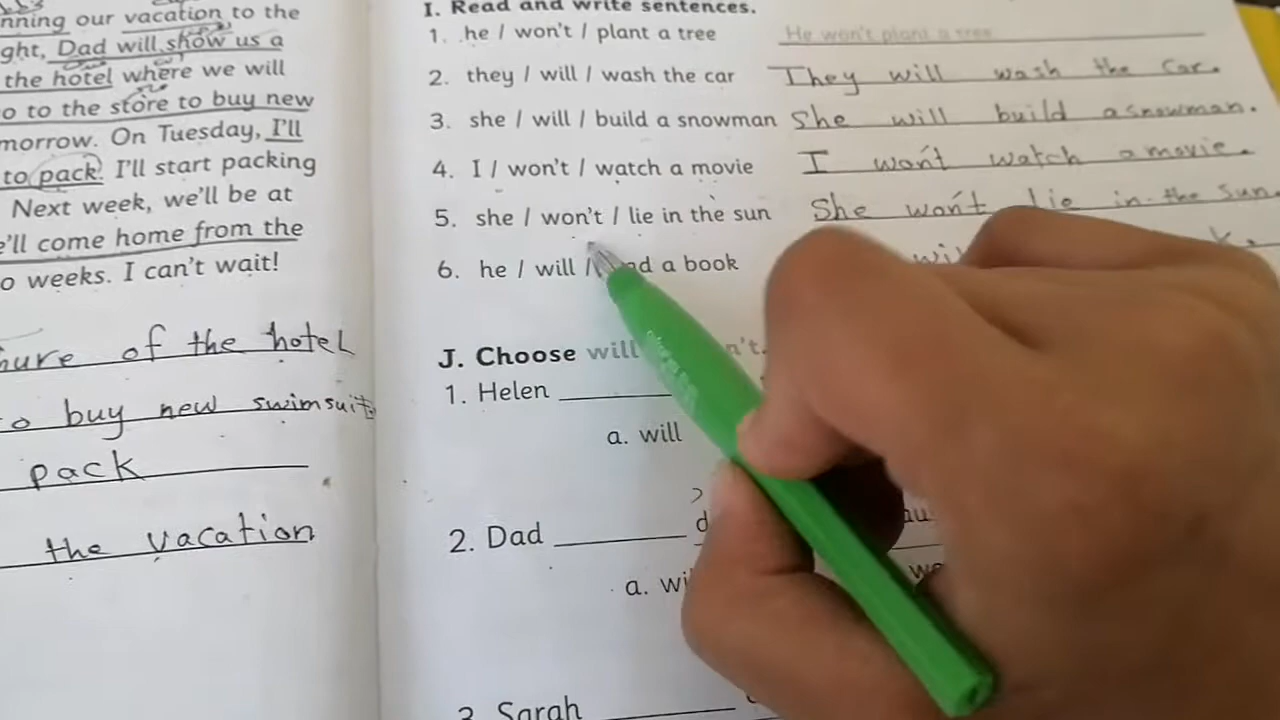 nning our vacation to the
ght, Dad will show us a
the hotel where we will
o to the store to buy new
morrow. On Tuesday, I'll
to pack. I'll start packing
Next week, we'll be at
e'll come home from the
o weeks. I can't wait!
of the hotel
o buy new swimsuit
pack
the vacation
I. Read and write sentences.
1. he / won't / plant a tree He won't plant a tree
2. they / will / wash the car They will wash the car.
3. she / will / build a snowman She will build a snowman.
4. I / won't / watch a movie I won't watch a movie.
5. she / won't / lie in the sun She won't lie in the sun
6. he / will / a book
J. Choose will
1. Helen
a. will
2. Dad
a.
3. Sarah